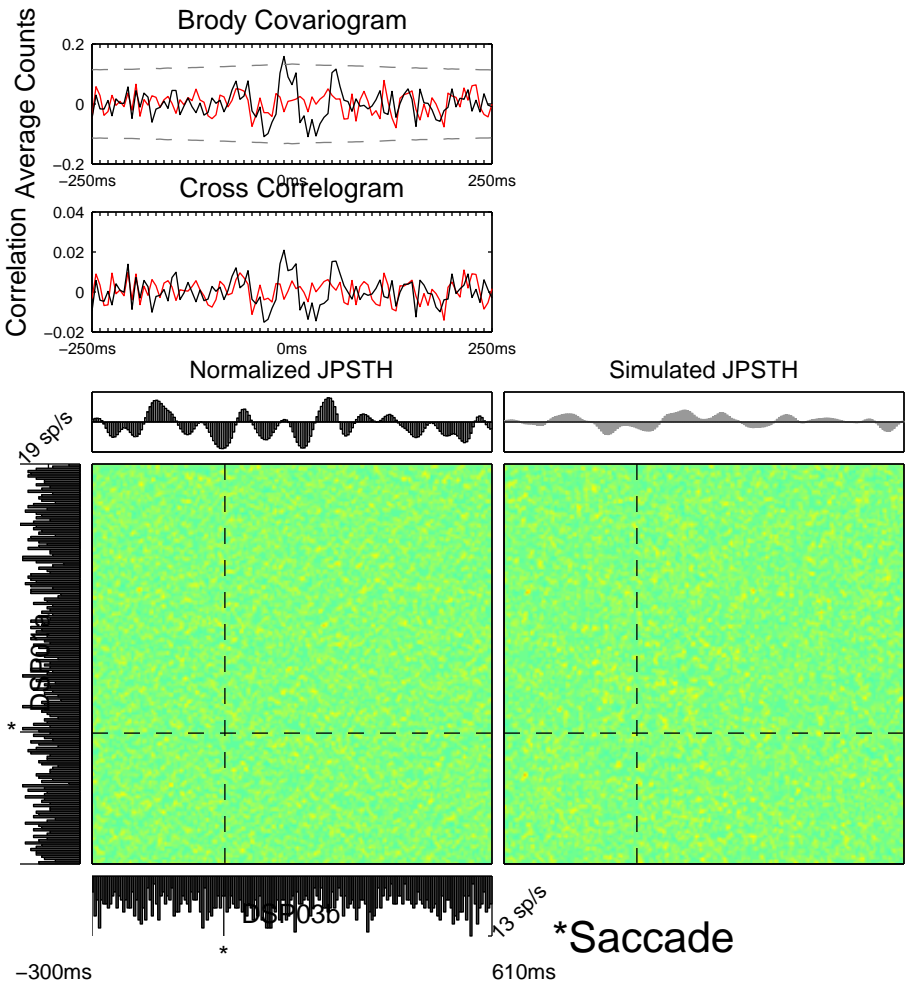 Brody Covariogram
Average Counts
0.2
0
−0.2
−250ms
0ms
250ms
Cross Correlogram
Correlation
0.04
0.02
0
−0.02
−250ms
0ms
250ms
Normalized JPSTH
Simulated JPSTH
19 sp/s
*
DSP03b
13 sp/s
*
*Saccade
−300ms
610ms